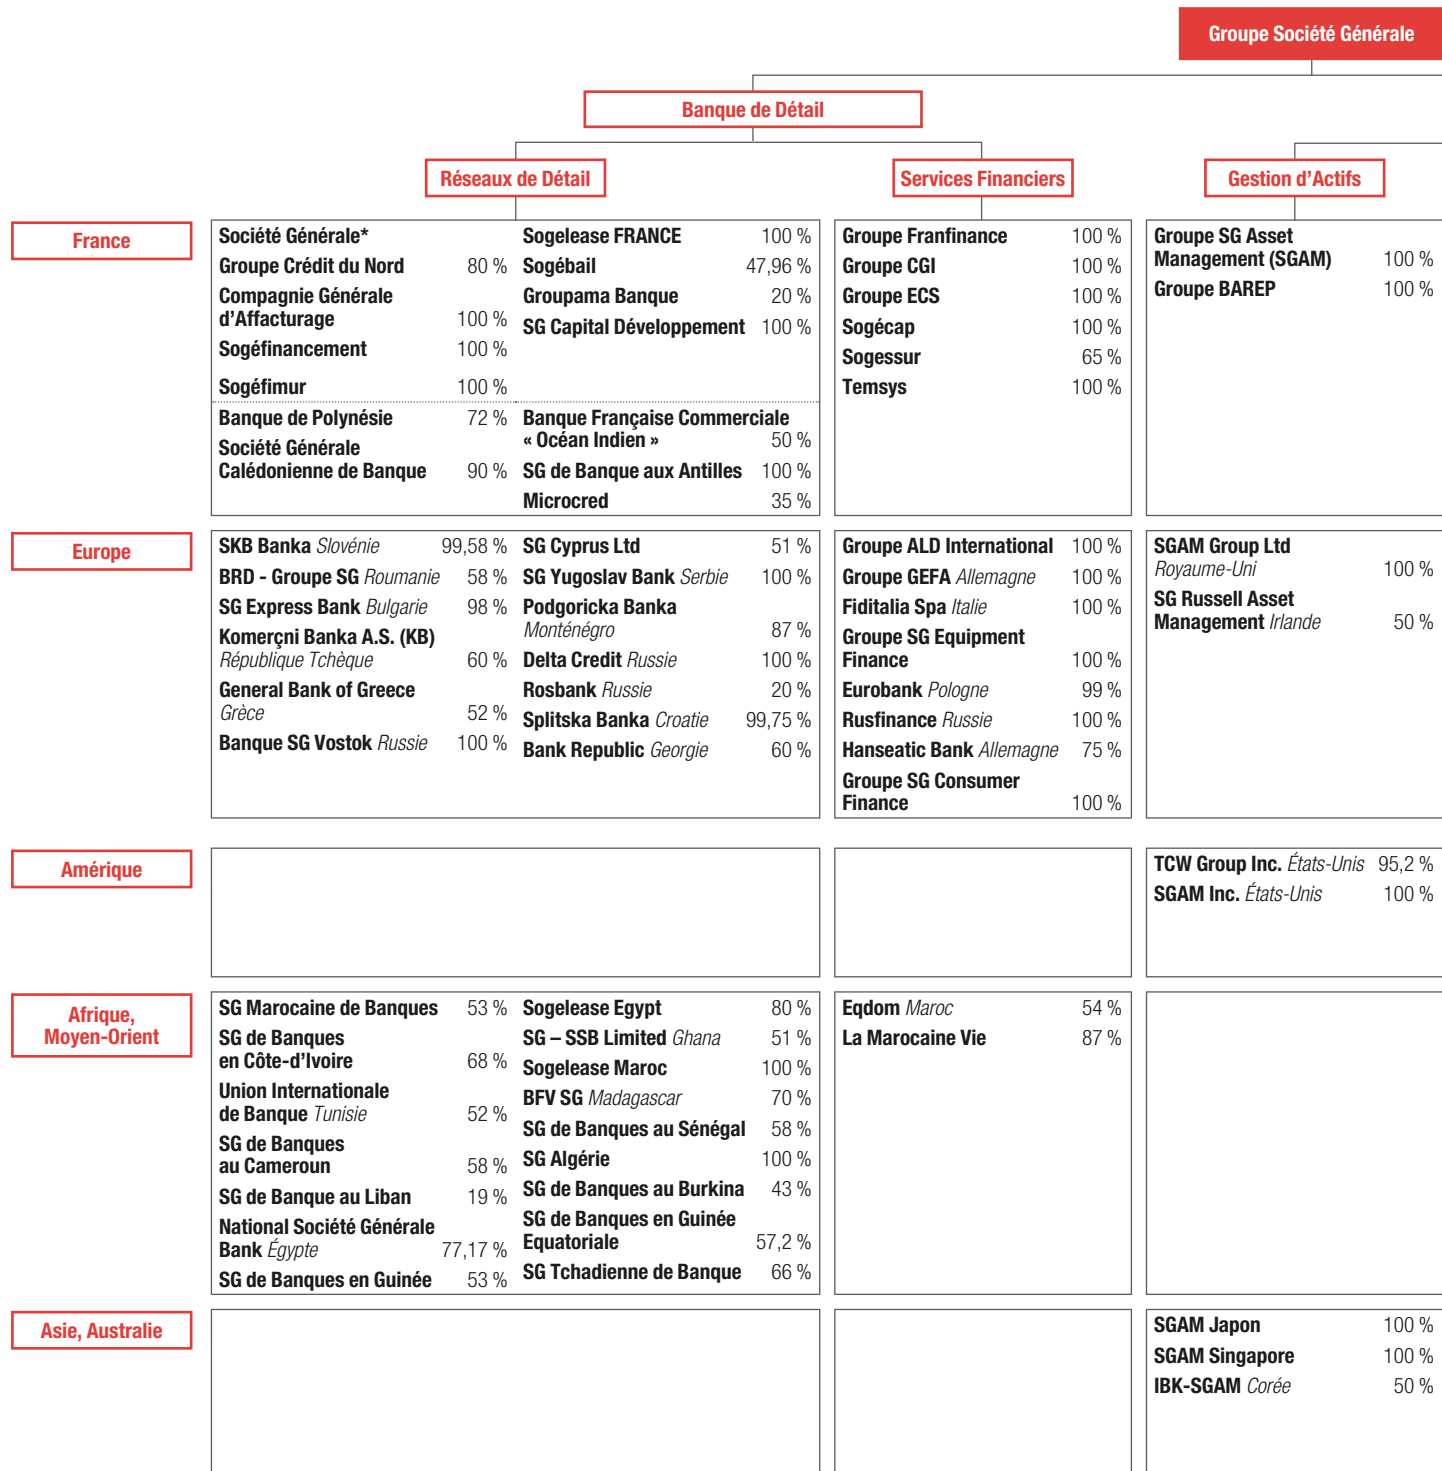 Groupe Société Générale
Banque de Détail
Réseaux de Détail
Services Financiers
Gestion d'Actifs
France
Société Générale*
Groupe Crédit du Nord 80 %
Compagnie Générale
d'Affacturage 100 %
Sogéfinancement 100 %
Sogéfimur 100 %
Sogelease FRANCE 100 %
Sogébail 47,96 %
Groupama Banque 20 %
SG Capital Développement 100 %
Banque de Polynésie 72 %
Société Générale
Calédonienne de Banque 90 %
Banque Française Commerciale
« Océan Indien » 50 %
SG de Banque aux Antilles 100 %
Microcred 35 %
Groupe Franfinance 100 %
Groupe CGI 100 %
Groupe ECS 100 %
Sogécap 100 %
Sogessur 65 %
Temsys 100 %
Groupe SG Asset
Management (SGAM) 100 %
Groupe BAREP 100 %
Europe
SKB Banka Slovénie 99,58 %
BRD - Groupe SG Roumanie 58 %
SG Express Bank Bulgarie 98 %
Komerçni Banka A.S. (KB)
République Tchèque 60 %
General Bank of Greece
Grèce 52 %
Banque SG Vostok Russie 100 %
SG Cyprus Ltd 51 %
SG Yugoslav Bank Serbie 100 %
Podgoricka Banka
Monténégro 87 %
Delta Credit Russie 100 %
Rosbank Russie 20 %
Splitska Banka Croatie 99,75 %
Bank Republic Georgie 60 %
Groupe ALD International 100 %
Groupe GEFA Allemagne 100 %
Fiditalia Spa Italie 100 %
Groupe SG Equipment
Finance 100 %
Eurobank Pologne 99 %
Rusfinance Russie 100 %
Hanseatic Bank Allemagne 75 %
Groupe SG Consumer
Finance 100 %
SGAM Group Ltd
Royaume-Uni 100 %
SG Russell Asset
Management Irlande 50 %
Amérique
TCW Group Inc. États-Unis 95,2 %
SGAM Inc. États-Unis 100 %
Afrique,
Moyen-Orient
SG Marocaine de Banques 53 %
SG de Banques
en Côte-d'Ivoire 68 %
Union Internationale
de Banque Tunisie 52 %
SG de Banques
au Cameroun 58 %
SG de Banque au Liban 19 %
National Société Générale
Bank Égypte 77,17 %
SG de Banques en Guinée 53 %
Sogelease Egypt 80 %
SG – SSB Limited Ghana 51 %
Sogelease Maroc 100 %
BFV SG Madagascar 70 %
SG de Banques au Sénégal 58 %
SG Algérie 100 %
SG de Banques au Burkina 43 %
SG de Banques en Guinée
Equatoriale 57,2 %
SG Tchadienne de Banque 66 %
Eqdom Maroc 54 %
La Marocaine Vie 87 %
Asie, Australie
SGAM Japon 100 %
SGAM Singapore 100 %
IBK-SGAM Corée 50 %